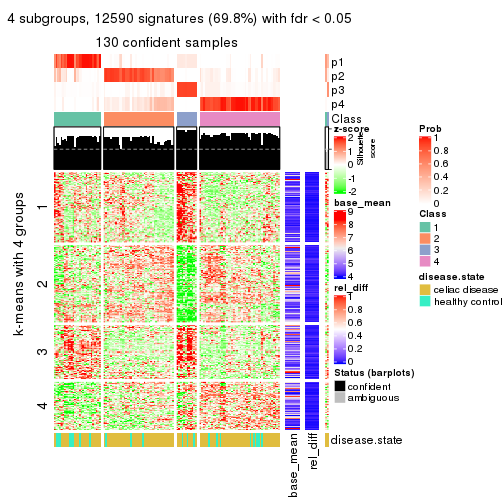 4 subgroups, 12590 signatures (69.8%) with fdr < 0.05
130 confident samples
p1
p2
p3
p4
Class
Silhouette score
k-means with 4 groups
1
2
3
4
base_mean
rel_diff
disease.state
z-score
2
1
0
-1
-2
base_mean
9
8
7
6
5
4
rel_diff
1
0.8
0.6
0.4
0.2
0
Status (barplots)
confident
ambiguous
Prob
1
0.8
0.6
0.4
0.2
0
Class
1
2
3
4
disease.state
celiac disease
healthy control